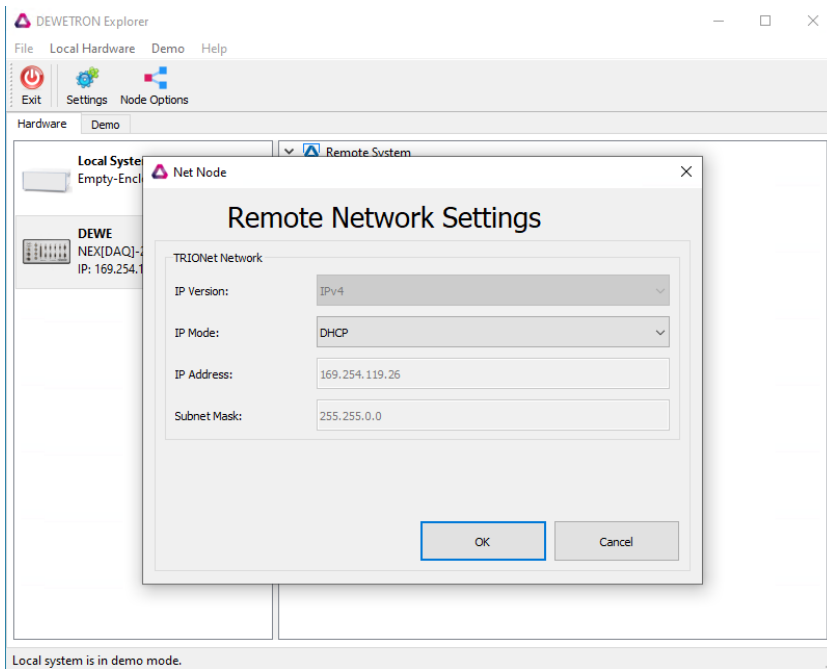 DEWETRON Explorer
File Local Hardware Demo Help
Exit Settings Node Options
Hardware Demo
Local Syste
Empty-Encl
DEWE
NEX[DAQ]-
IP: 169.254.1
Remote System
Net Node
Remote Network Settings
TRIONet Network
IP Version: IPv4
IP Mode: DHCP
IP Address: 169.254.119.26
Subnet Mask: 255.255.0.0
OK Cancel
Local system is in demo mode.